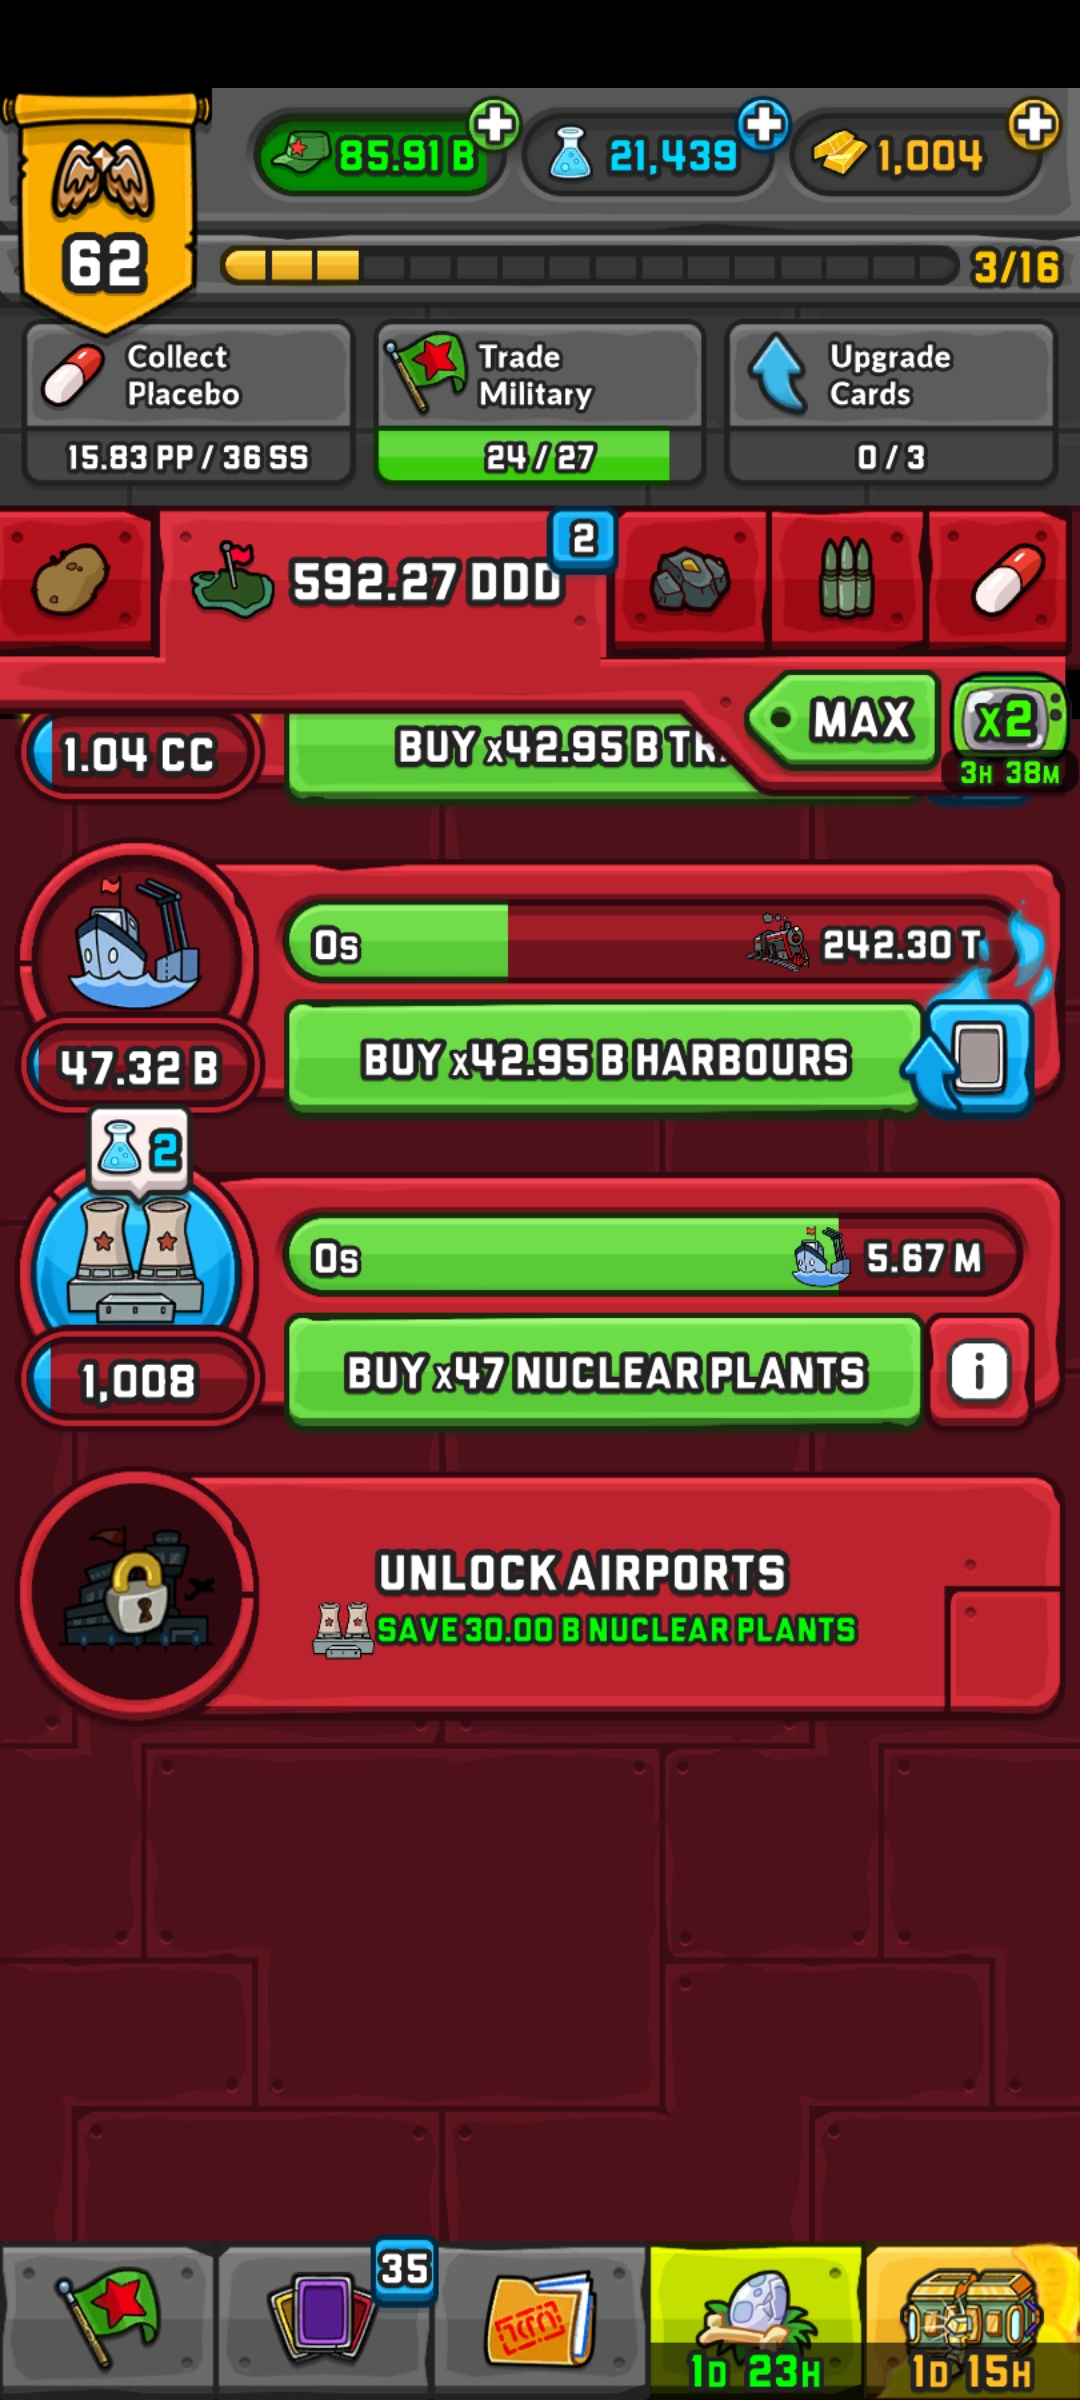 85.91 B
21,439
1,004
62
3/16
Collect
Placebo
Trade
Military
Upgrade
Cards
15.83 PP / 36 SS
24 / 27
0 / 3
2
592.27 DDD
MAX
x2
3H 38M
1.04 CC
BUY x42.95 B
0s
242.30 T
47.32 B
BUY x42.95 B HARBOURS
2
0s
5.67 M
1,008
BUY x47 NUCLEAR PLANTS
i
UNLOCK AIRPORTS
SAVE 30.00 B NUCLEAR PLANTS
35
1D 23H
1D 15H